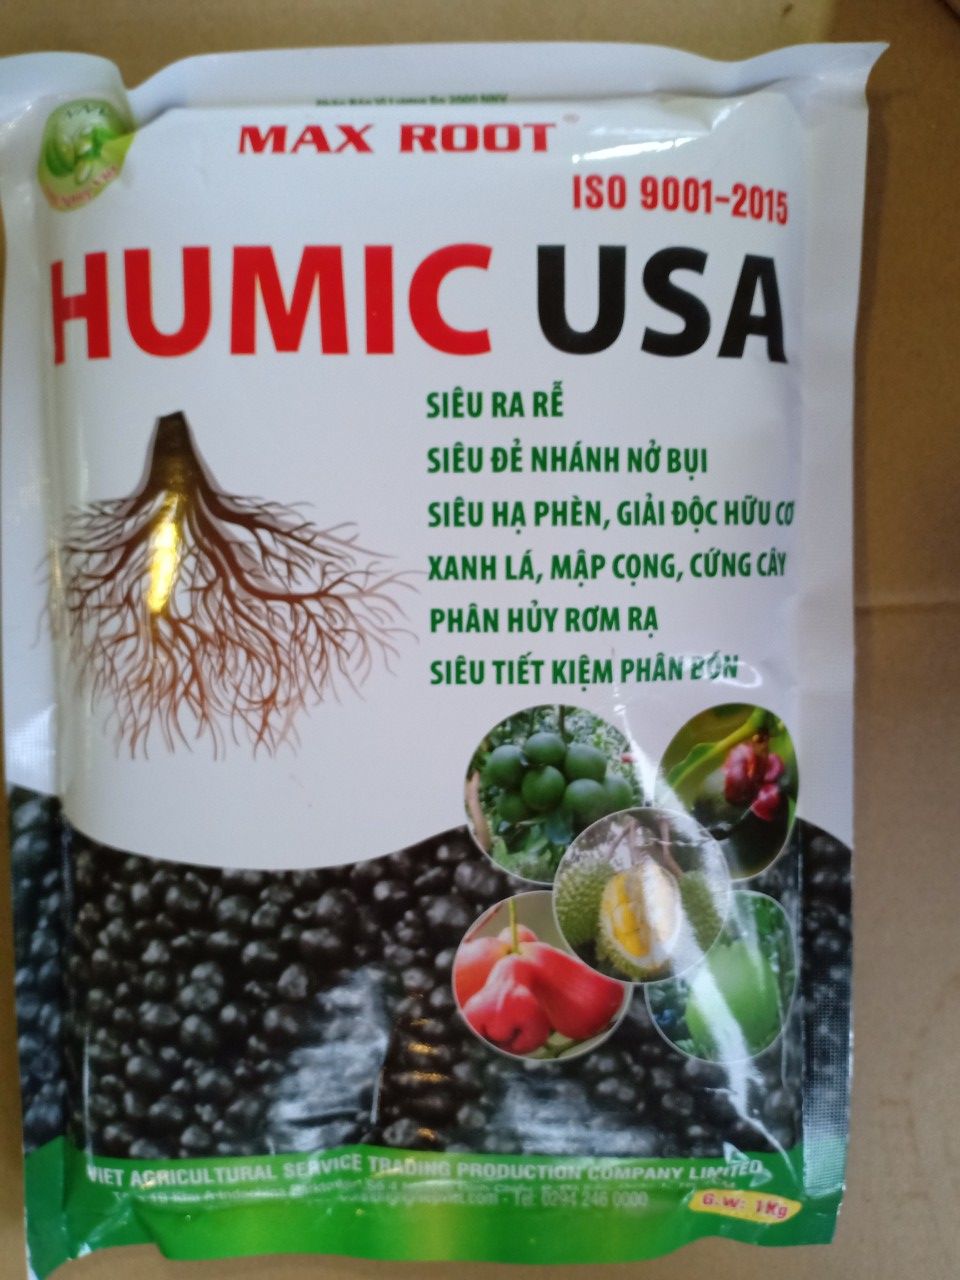 MAX ROOT®
ISO 9001-2015
HUMIC USA
SIÊU RA RỄ
SIÊU ĐẺ NHÁNH NỞ BỤI
SIÊU HẠ PHÈN, GIẢI ĐỘC HỮU CƠ
XANH LÁ, MẬP CỌNG, CỨNG CÂY
PHÂN HỦY RƠM RẠ
SIÊU TIẾT KIỆM PHÂN BÓN
VIET AGRICULTURAL SERVICE TRADING PRODUCTION COMPANY LIMITED
G.W: 1Kg